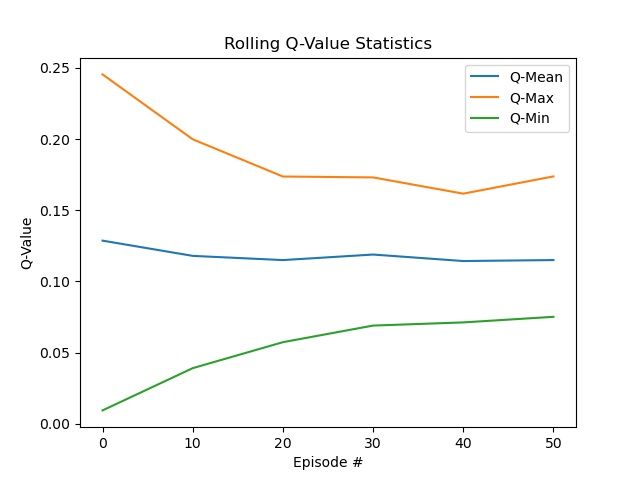 Rolling Q-Value Statistics
Q-Value
0.25
0.20
0.15
0.10
0.05
0.00
Q-Mean
Q-Max
Q-Min
0 10 20 30 40 50
Episode #